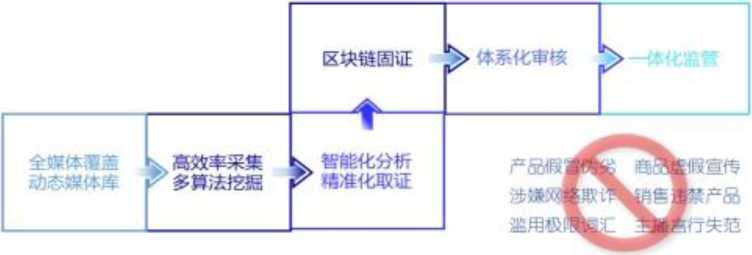 区块链固证
体系化审核
一体化监管
全媒体覆盖
动态媒体库
高效率采集
多算法挖掘
智能化分析
精准化取证
产品假冒伪劣 商品虚假宣传
涉嫌网络欺诈 销售违禁产品
滥用极限词汇 主播言行失范